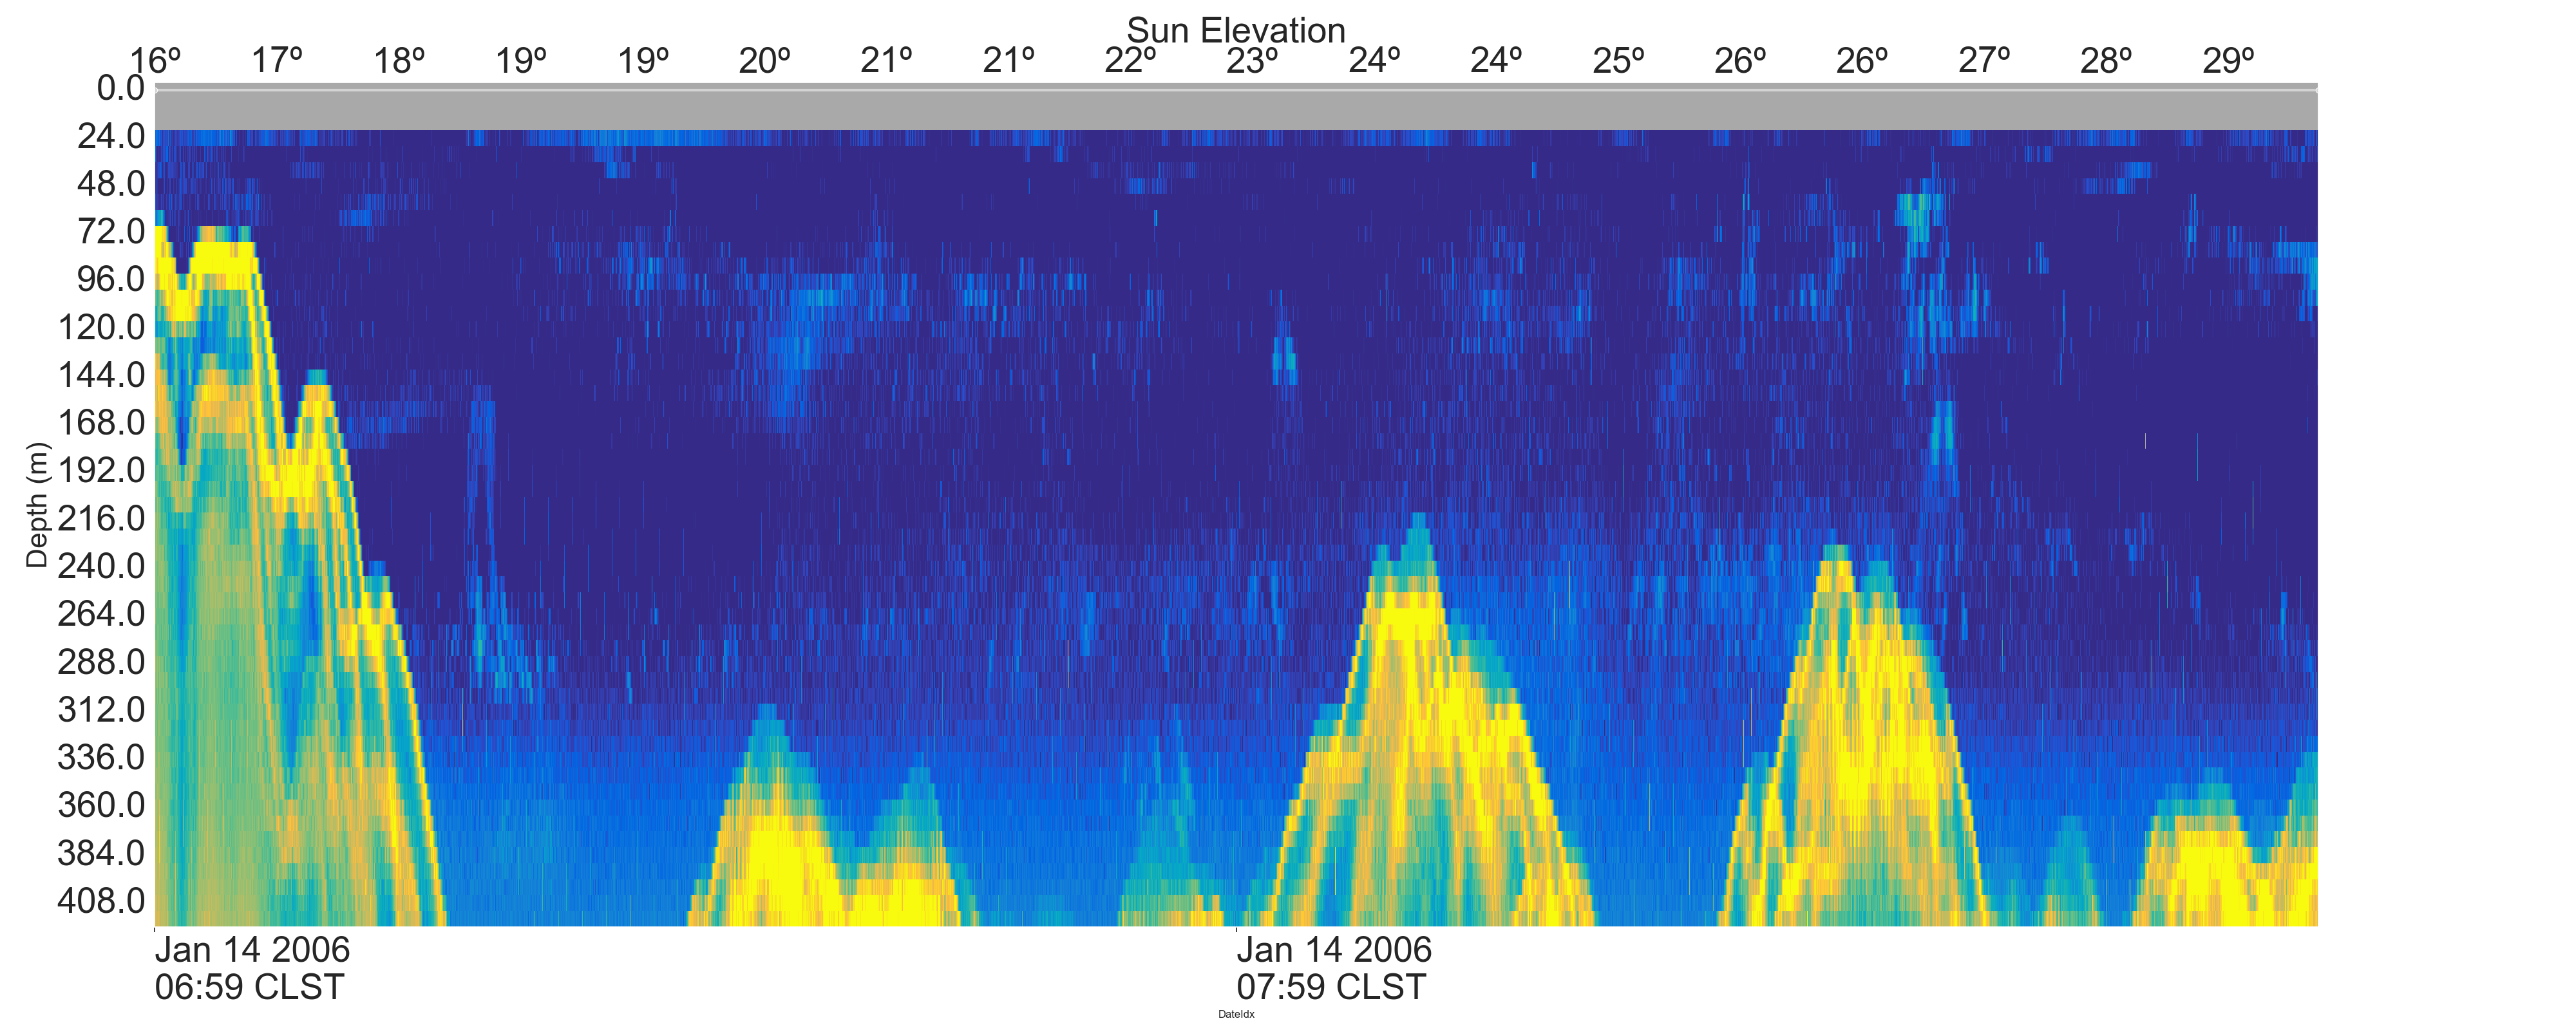 Sun Elevation
16º 17º 18º 19º 19º 20º 21º 21º 22º 23º 24º 24º 25º 26º 26º 27º 28º 29º
0.0
24.0
48.0
72.0
96.0
120.0
144.0
168.0
192.0
216.0
240.0
264.0
288.0
312.0
336.0
360.0
384.0
408.0
Depth (m)
Jan 14 2006
06:59 CLST
Jan 14 2006
07:59 CLST
DateIdx